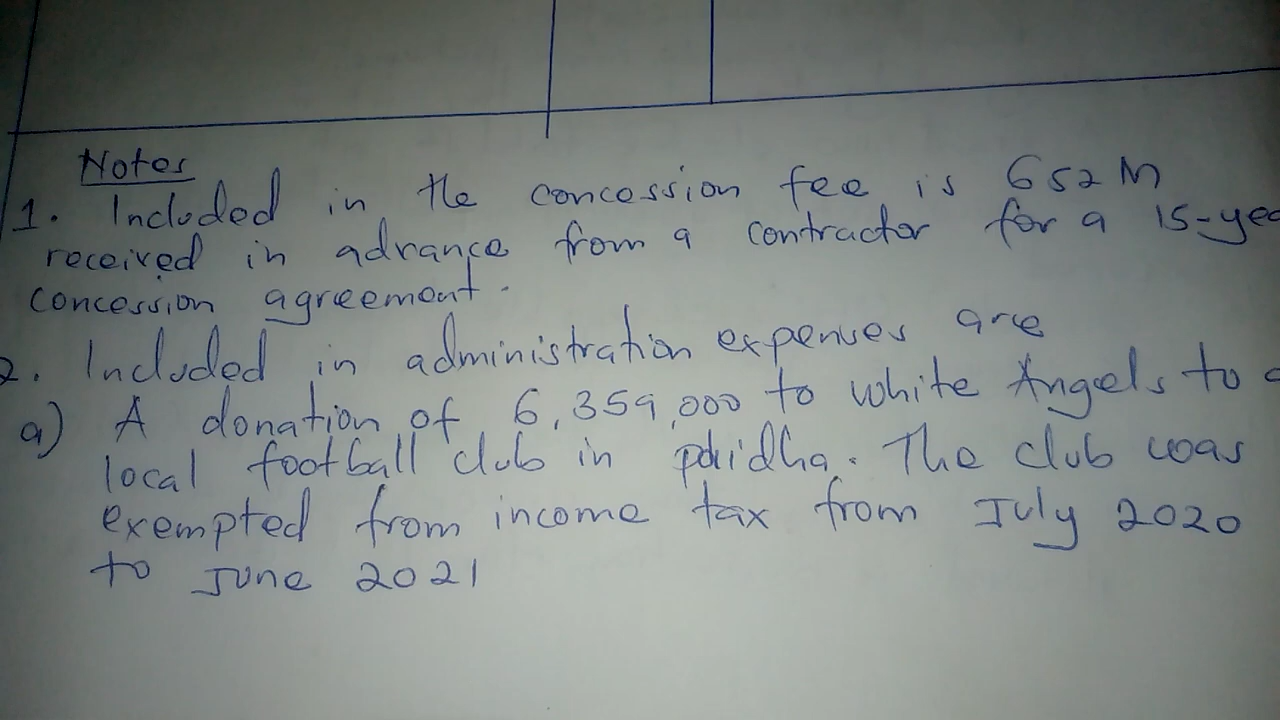 Notes
1. Included in the concession fee is 652M
received in advance from a contractor for a 15-yea
concession agreement.
2. Included in administration expenses are
a) A donation of 6,359,000 to White Angels to a
local football club in paidha. The club was
exempted from income tax from July 2020
to June 2021